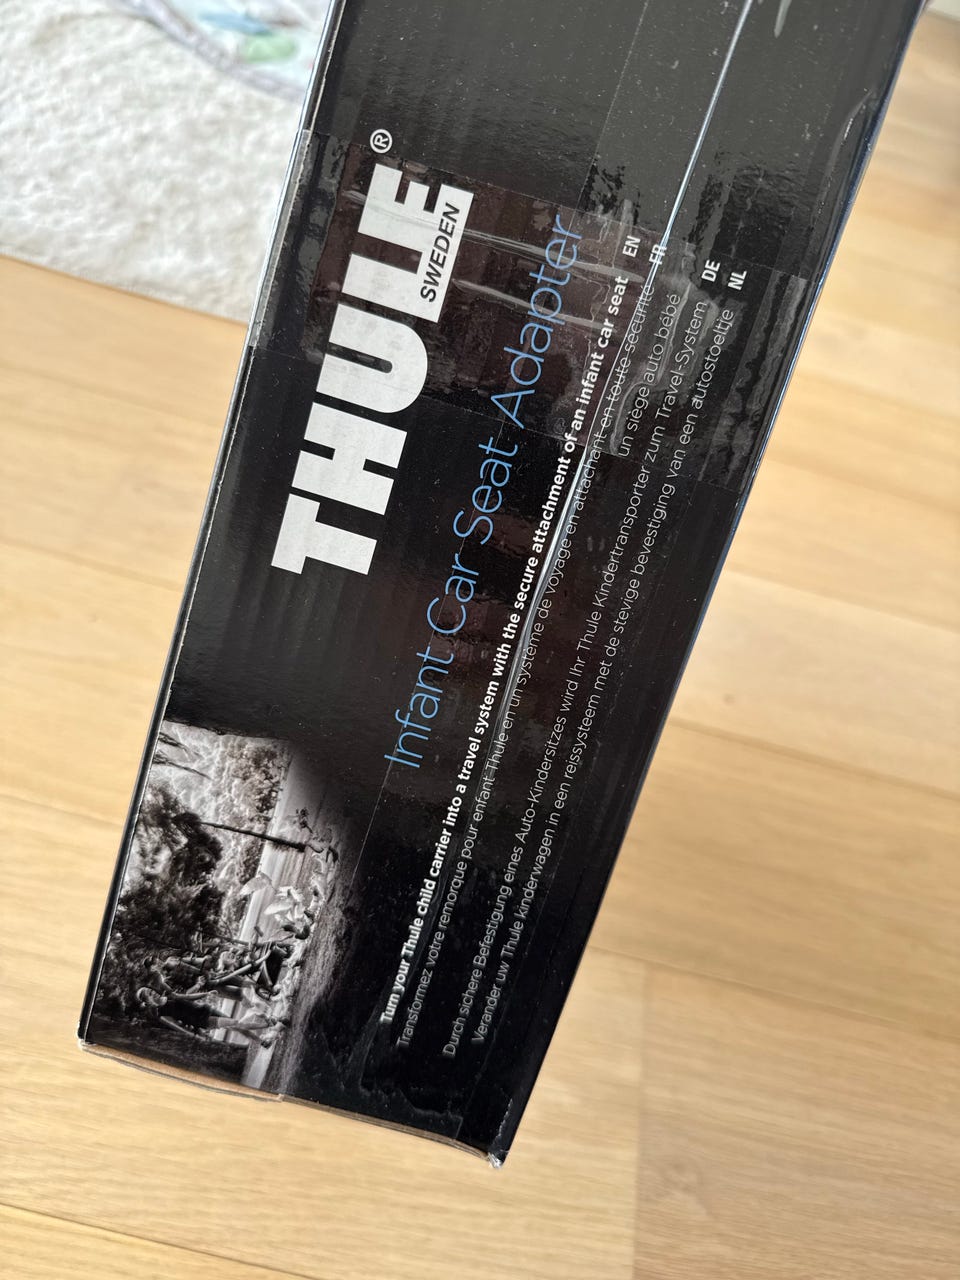 THULE®
SWEDEN
Infant Car Seat Adapter
Turn your Thule child carrier into a travel system with the secure attachment of an infant car seat EN
Transformez votre remorque pour enfant Thule en un système de voyage en attachant en toute sécurité FR
un siège auto bébé
Durch sichere Befestigung eines Auto-Kindersitzes wird Ihr Thule Kindertransporter zum Travel-System DE
Verander uw Thule kinderwagen in een reissysteem met de stevige bevestiging van een autostoeltje NL